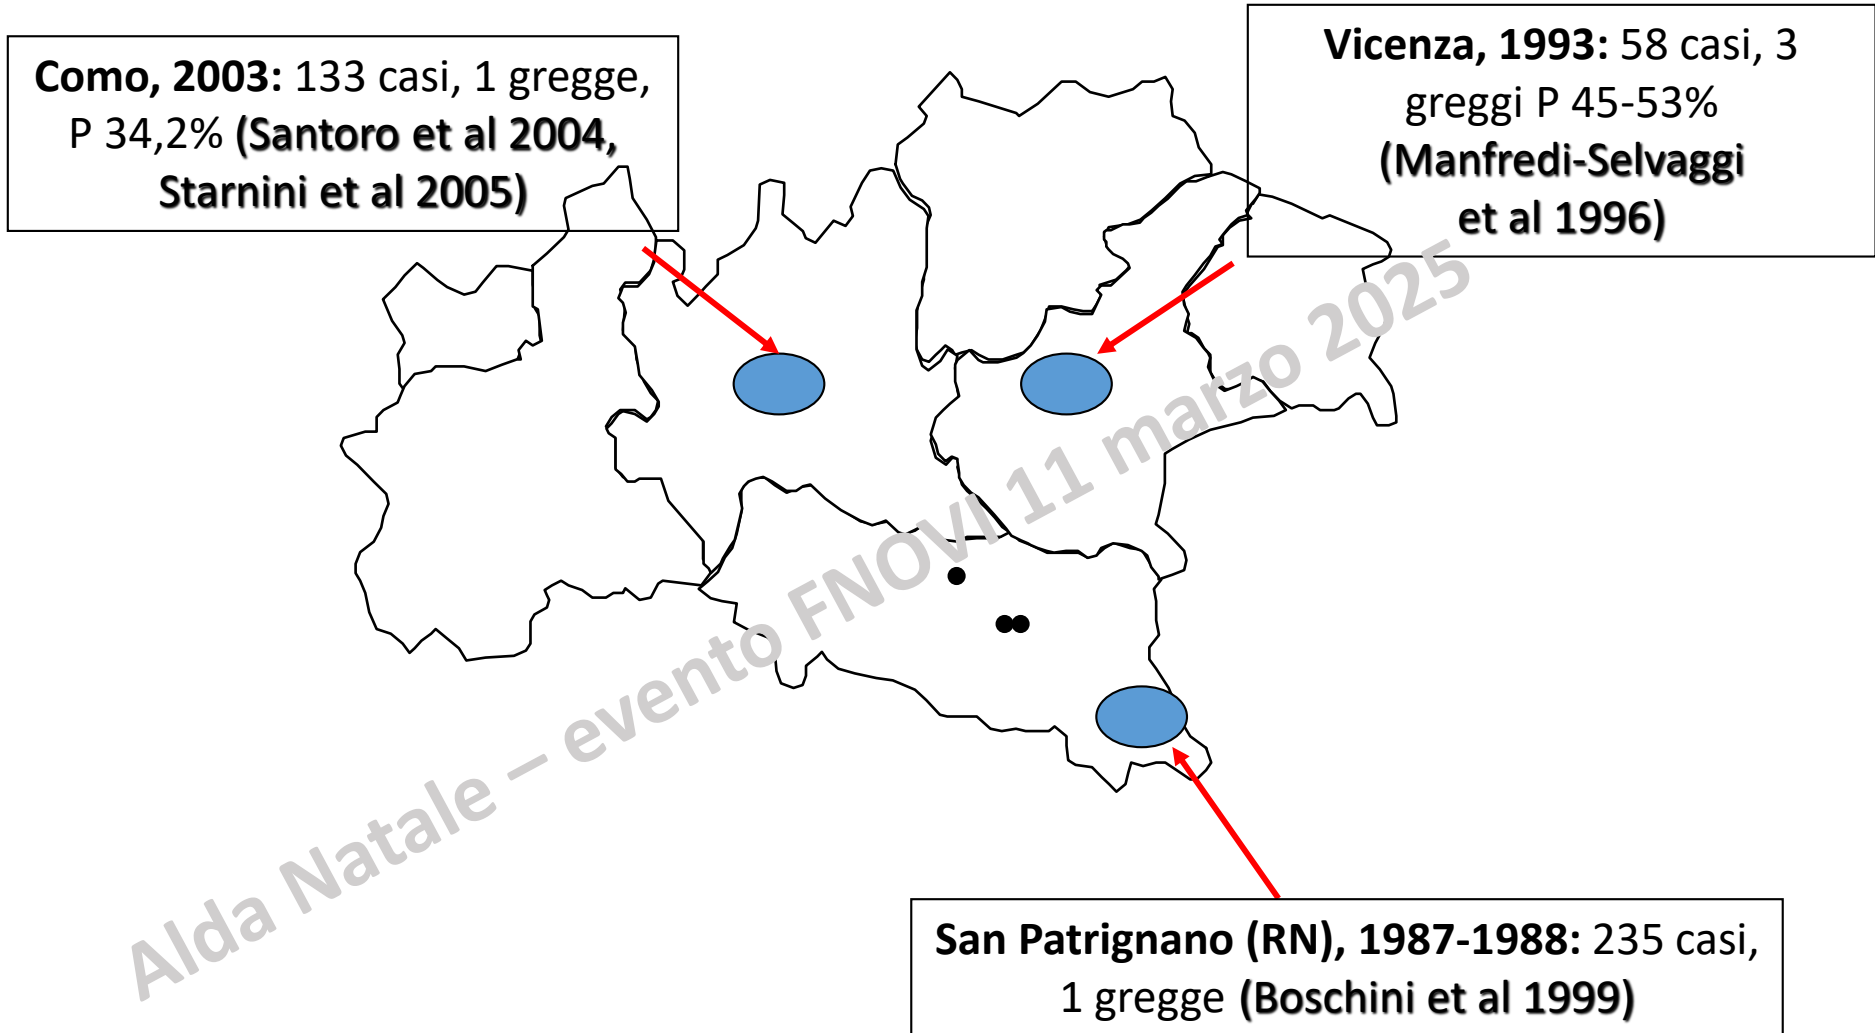 Como, 2003: 133 casi, 1 gregge,
P 34,2% (Santoro et al 2004,
Starnini et al 2005)
Vicenza, 1993: 58 casi, 3
greggi P 45-53%
(Manfredi-Selvaggi
et al 1996)
Alda Natale – evento FNOVI 11 marzo 2025
San Patrignano (RN), 1987-1988: 235 casi,
1 gregge (Boschini et al 1999)